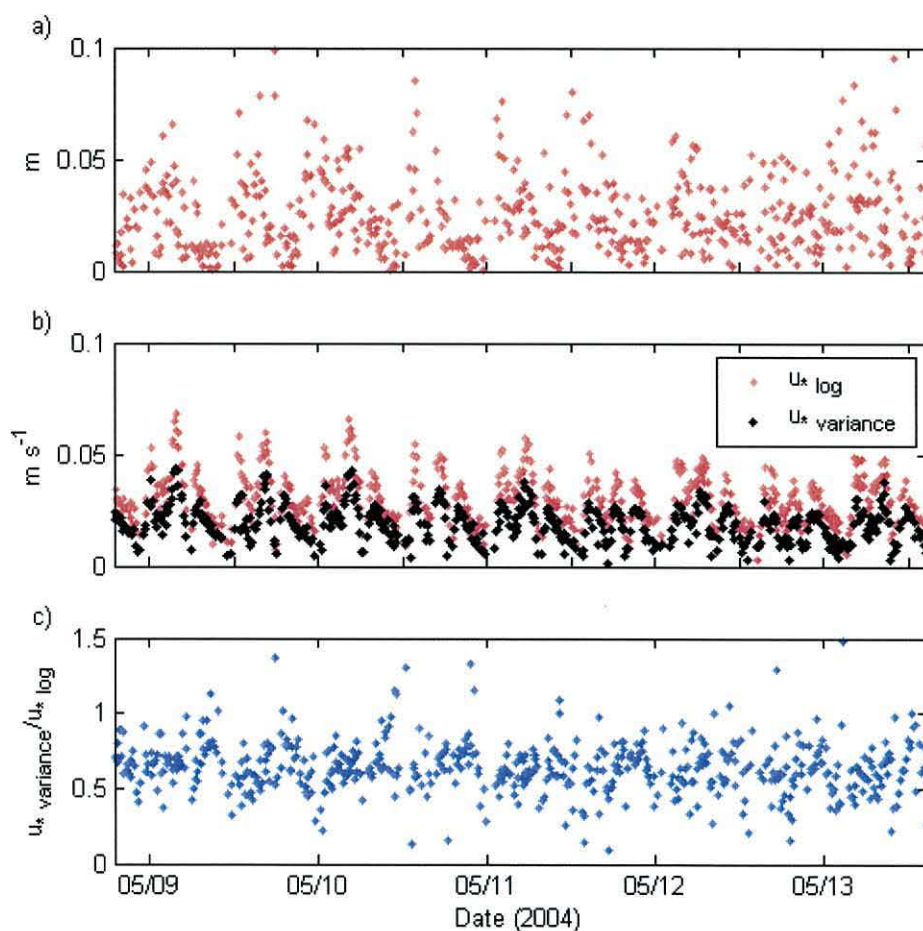 a)
0.1
0.05
0
m
b)
0.1
0.05
0
m s⁻¹
u* log
u* variance
c)
1.5
1
0.5
0
u* variance/u* log
05/09 05/10 05/11 05/12 05/13
Date (2004)